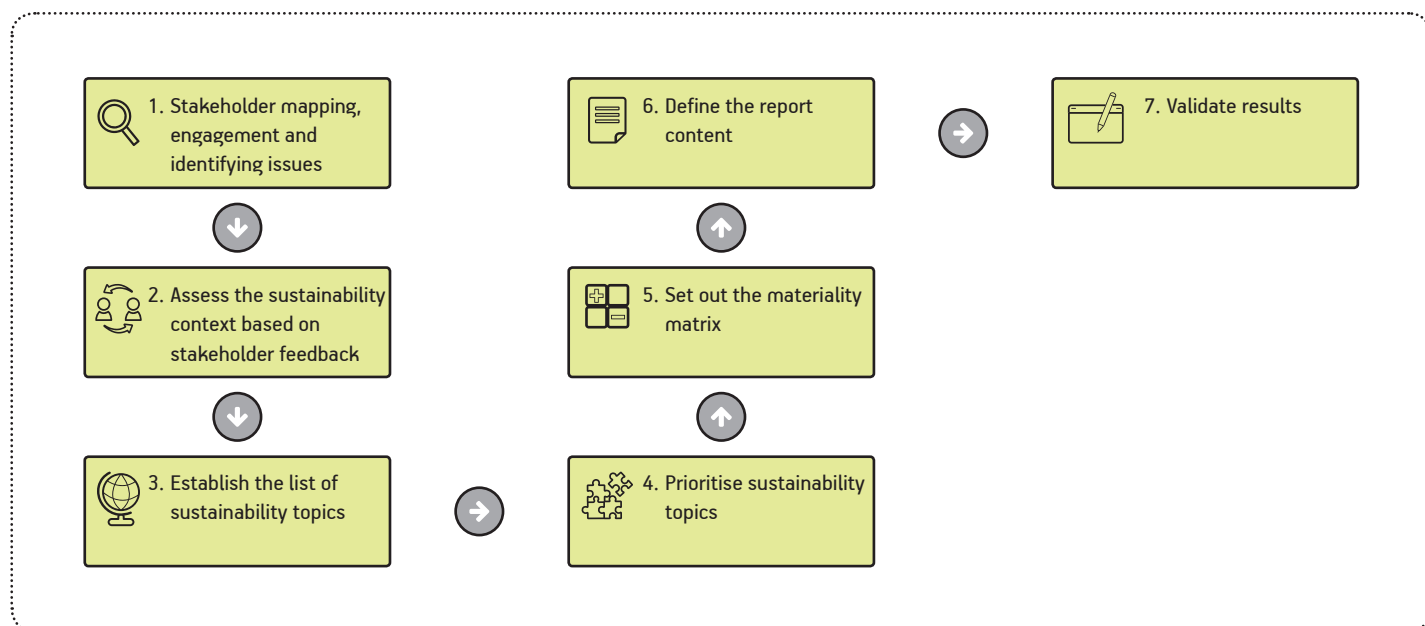 1. Stakeholder mapping,
engagement and
identifying issues
2. Assess the sustainability
context based on
stakeholder feedback
3. Establish the list of
sustainability topics
4. Prioritise sustainability
topics
5. Set out the materiality
matrix
6. Define the report
content
7. Validate results